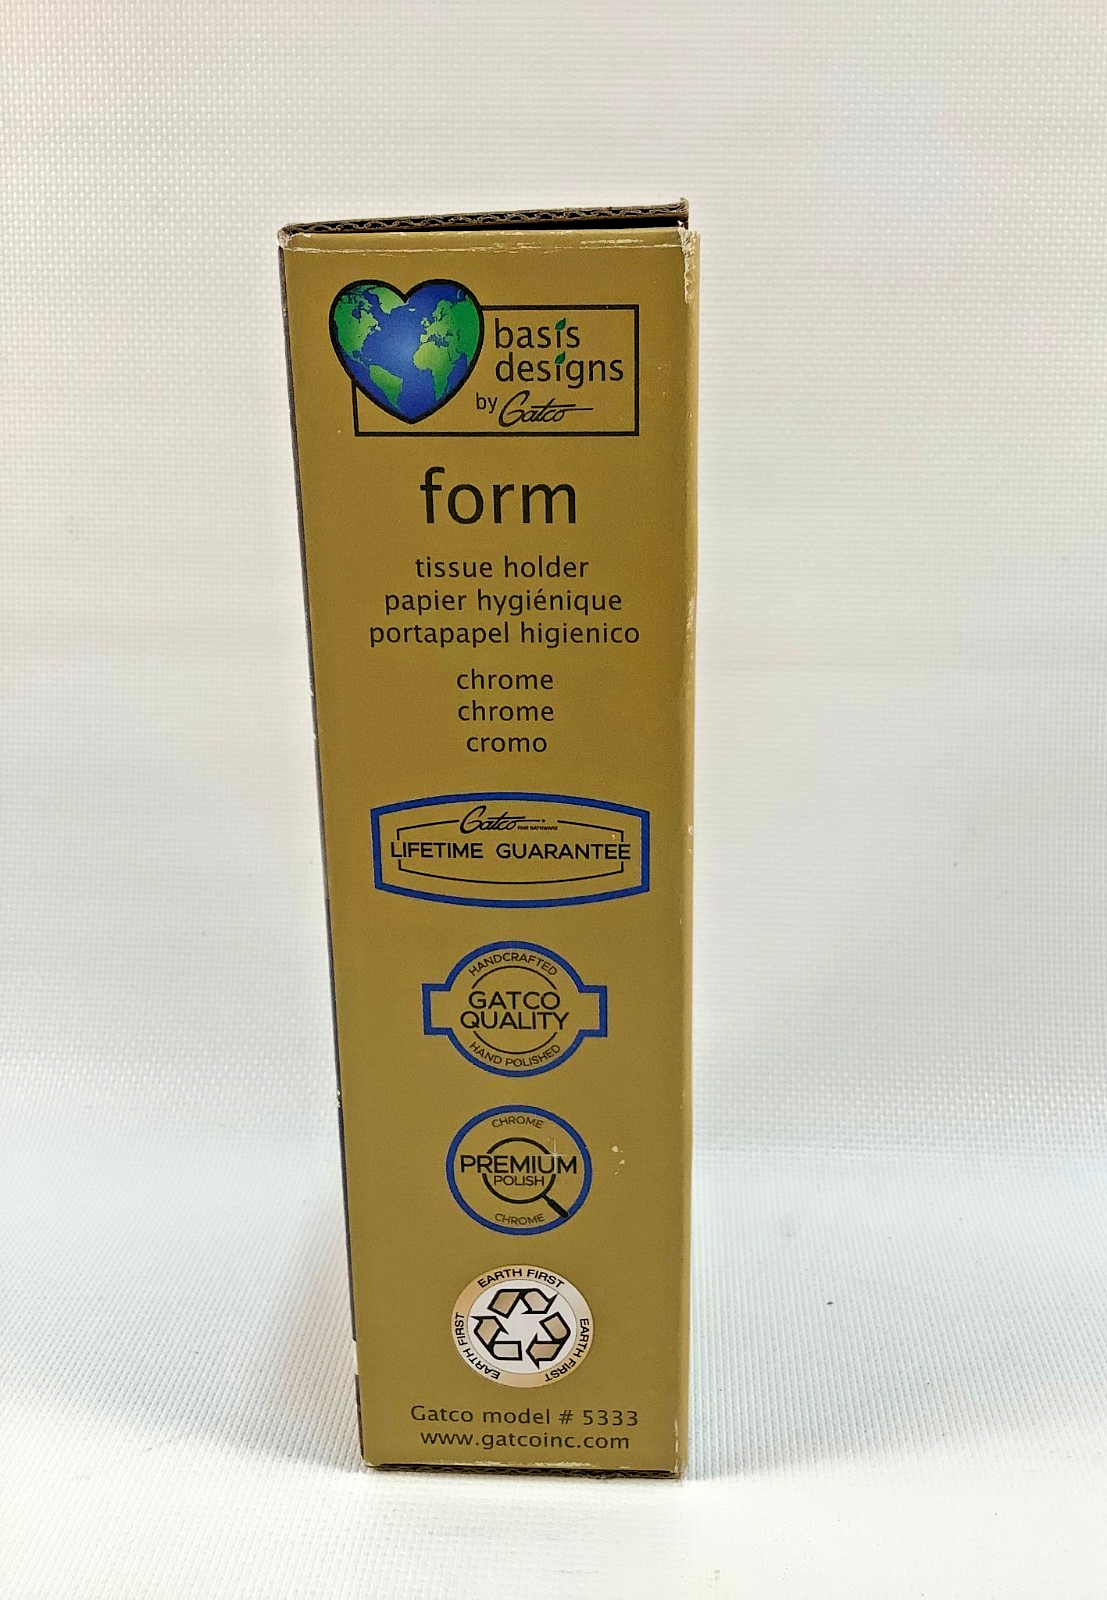 basis
designs
by Gatco
form
tissue holder
papier hygiénique
portapapel higienico
chrome
chrome
cromo
Gatco FINE BATHWARE
LIFETIME GUARANTEE
HANDCRAFTED
GATCO
QUALITY
HAND POLISHED
CHROME
PREMIUM
POLISH
CHROME
EARTH FIRST
EARTH FIRST
EARTH FIRST
Gatco model # 5333
www.gatcoinc.com